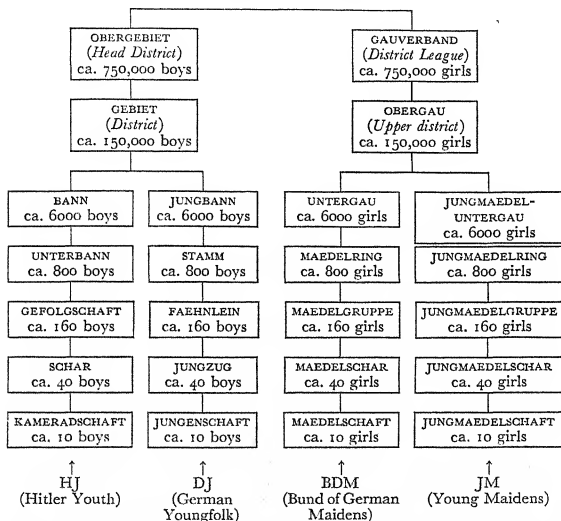 OBERGEBIET
(Head District)
ca. 750,000 boys
GAUVERBAND
(District League)
ca. 750,000 girls
GEBIET
(District)
ca. 150,000 boys
OBERGAU
(Upper district)
ca. 150,000 girls
BANN
ca. 6000 boys
JUNGBANN
ca. 6000 boys
UNTERGAU
ca. 6000 girls
JUNGMAEDEL-
UNTERGAU
ca. 6000 girls
UNTERBANN
ca. 800 boys
STAMM
ca. 800 boys
MAEDELRING
ca. 800 girls
JUNGMAEDELRING
ca. 800 girls
GEFOLGSCHAFT
ca. 160 boys
FAEHNLEIN
ca. 160 boys
MAEDELGRUPPE
ca. 160 girls
JUNGMAEDELGRUPPE
ca. 160 girls
SCHAR
ca. 40 boys
JUNGZUG
ca. 40 boys
MAEDELSCHAR
ca. 40 girls
JUNGMAEDELSCHAR
ca. 40 girls
KAMERADSCHAFT
ca. 10 boys
JUNGENSCHAFT
ca. 10 boys
MAEDELSCHAFT
ca. 10 girls
JUNGMAEDELSCHAFT
ca. 10 girls
HJ
(Hitler Youth)
DJ
(German
Youngfolk)
BDM
(Bund of German
Maidens)
JM
(Young Maidens)